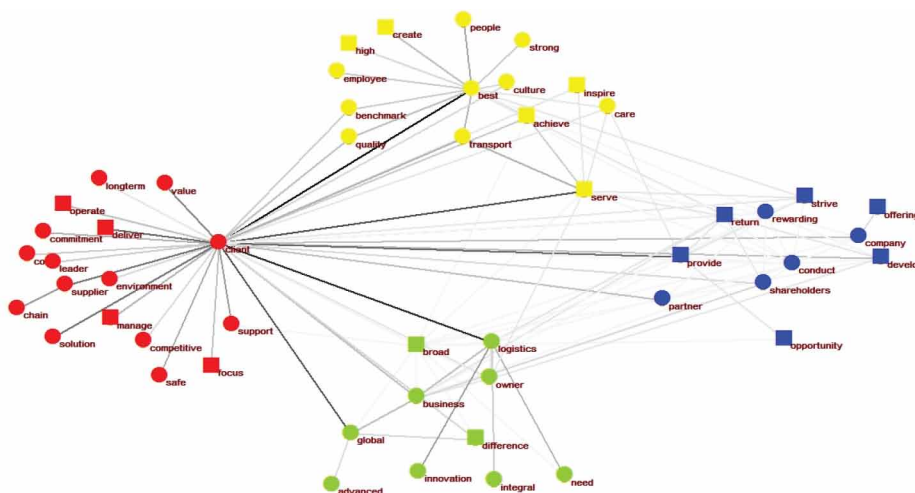 people
create
strong
high
employee
culture
best
inspire
benchmark
care
achieve
quality
transport
longterm
value
serve
operate
strive
offering
return
rewarding
deliver
commitment
client
company
leader
provide
develop
conduct
environment
supplier
shareholders
partner
chain
manage
support
solution
competitive
logistics
opportunity
broad
safe
focus
owner
business
global
difference
innovation
need
integral
advanced